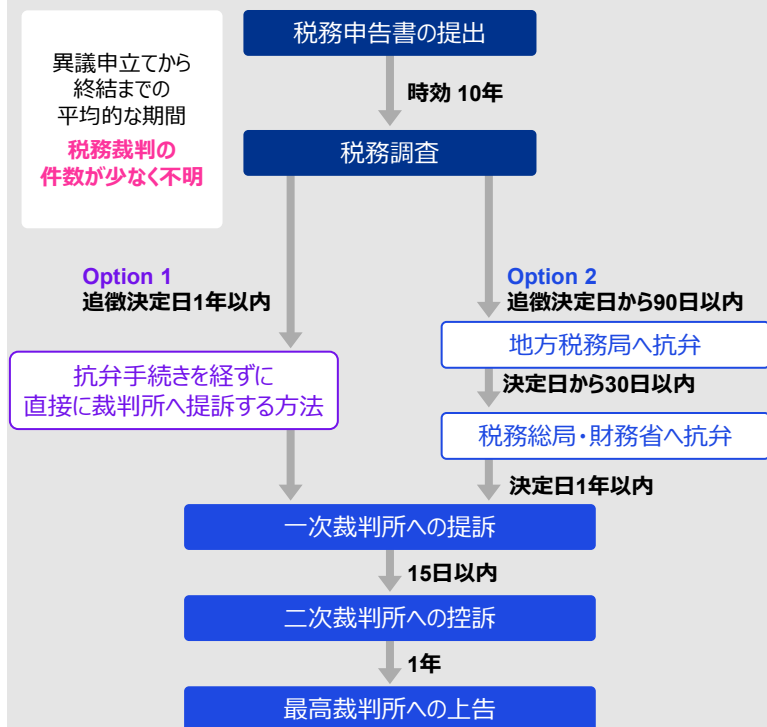 税務申告書の提出
異議申立てから
終結までの
平均的な期間
税務裁判の
件数が少なく不明
時効 10年
税務調査
Option 1
追徴決定日1年以内
Option 2
追徴決定日から90日以内
抗弁手続きを経ずに
直接に裁判所へ提訴する方法
地方税務局へ抗弁
決定日から30日以内
税務総局・財務省へ抗弁
決定日1年以内
一次裁判所への提訴
15日以内
二次裁判所への控訴
1年
最高裁判所への上告